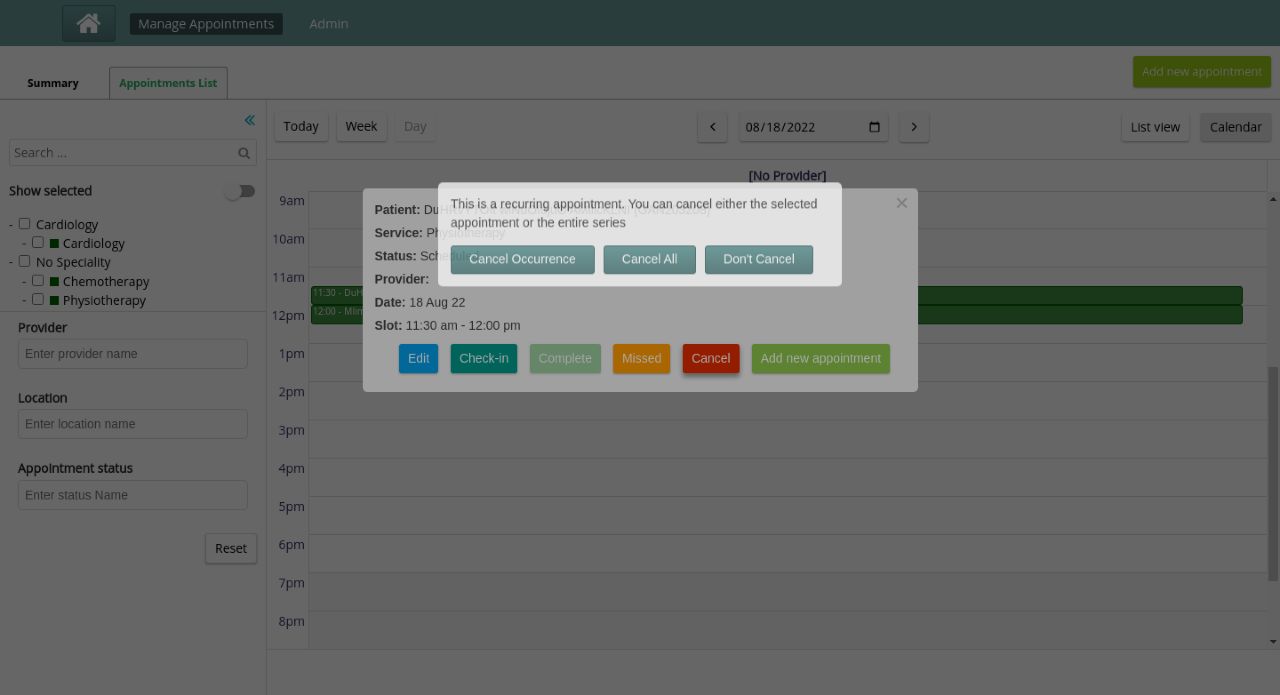 Manage Appointments
Admin
Summary
Appointments List
Add new appointment
Today
Week
Day
08/18/2022
List view
Calendar
Search ...
Show selected
- Cardiology
- Cardiology
- No Speciality
- Chemotherapy
- Physiotherapy
Provider
Enter provider name
Location
Enter location name
Appointment status
Enter status Name
Reset
[No Provider]
9am
10am
11am
12pm
1pm
2pm
3pm
4pm
5pm
6pm
7pm
8pm
11:30 - DuH
12:00 - Mlim
This is a recurring appointment. You can cancel either the selected
appointment or the entire series
Cancel Occurrence
Cancel All
Don't Cancel
Patient:
Service: Physiotherapy
Status: Scheduled
Provider:
Date: 18 Aug 22
Slot: 11:30 am - 12:00 pm
Edit
Check-in
Complete
Missed
Cancel
Add new appointment